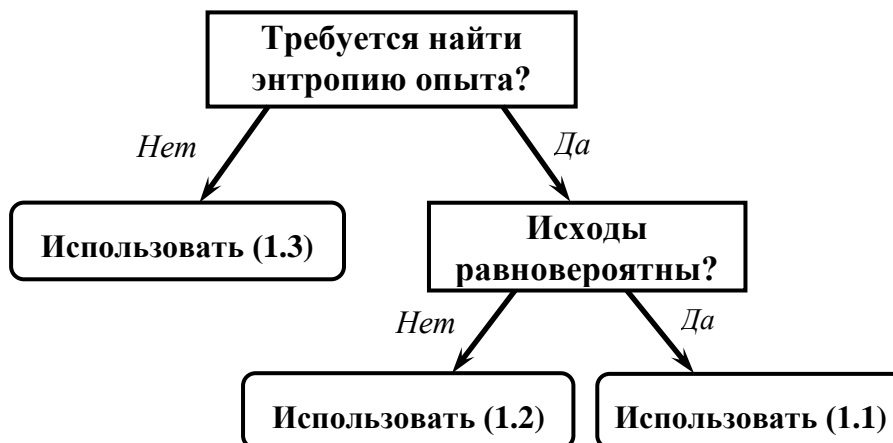 Требуется найти
энтропию опыта?
Нет
Да
Использовать (1.3)
Исходы
равновероятны?
Нет
Да
Использовать (1.2)
Использовать (1.1)